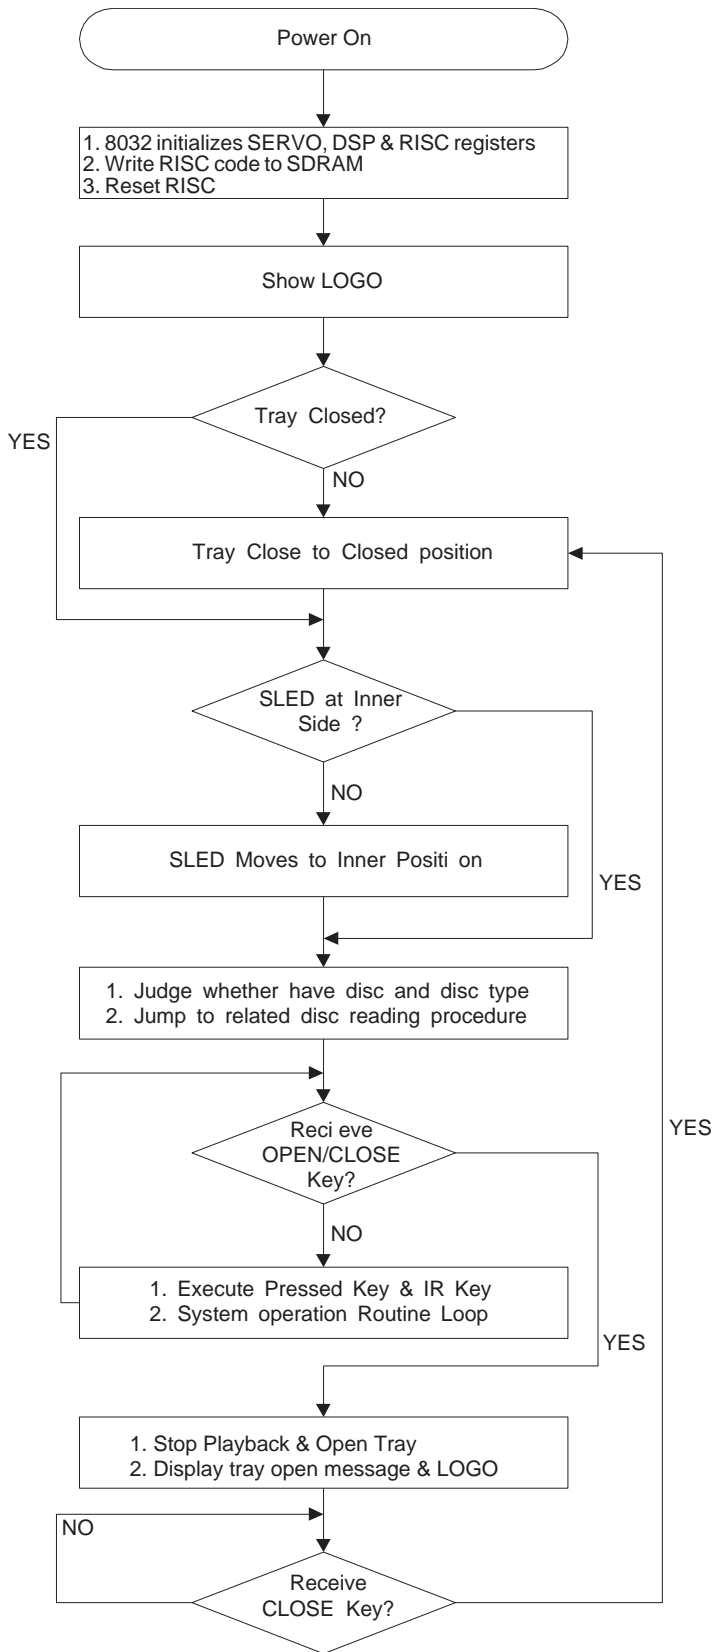 Power On
1. 8032 initializes SERVO, DSP & RISC registers
2. Write RISC code to SDRAM
3. Reset RISC
Show LOGO
Tray Closed?
YES
NO
Tray Close to Closed position
SLED at Inner
Side ?
NO
SLED Moves to Inner Positi on
YES
1. Judge whether have disc and disc type
2. Jump to related disc reading procedure
Reci eve
OPEN/CLOSE
Key?
YES
NO
1. Execute Pressed Key & IR Key
2. System operation Routine Loop
YES
1. Stop Playback & Open Tray
2. Display tray open message & LOGO
NO
Receive
CLOSE Key?